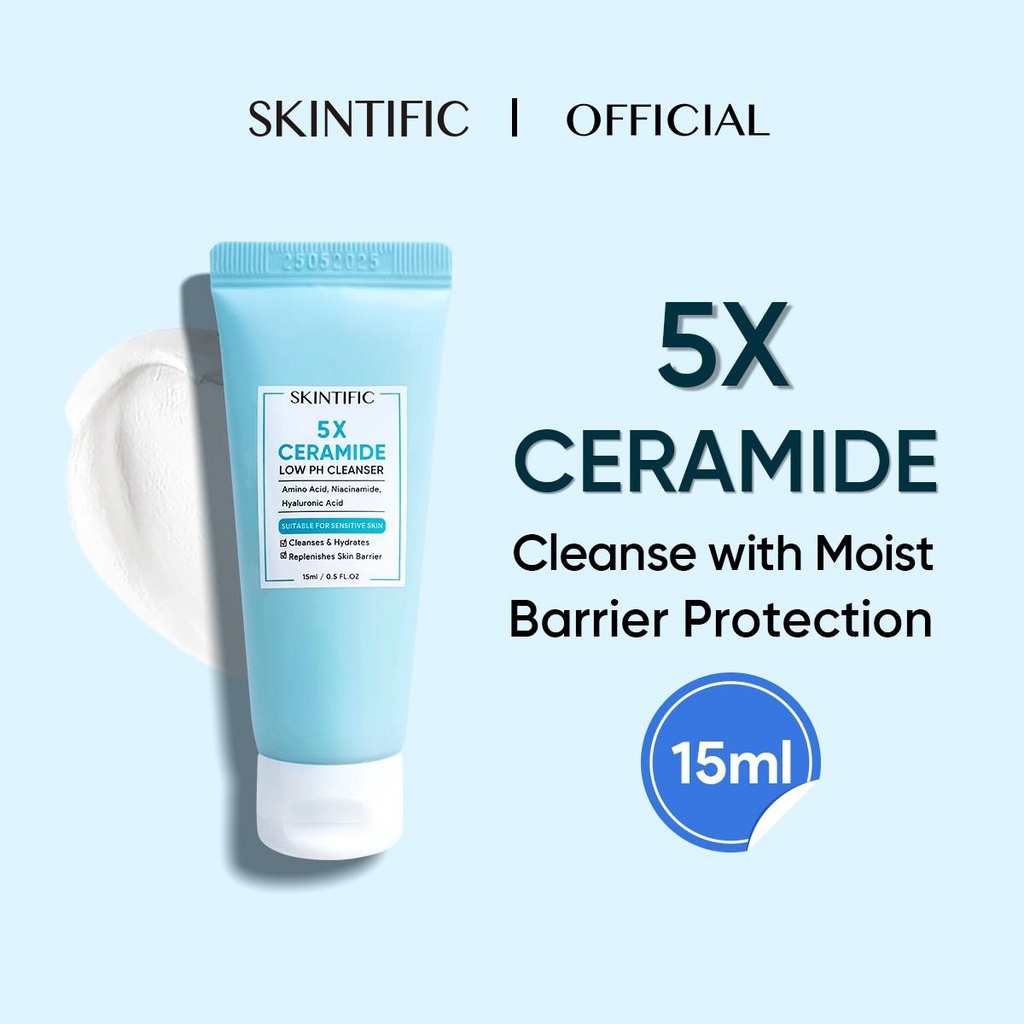 SKINTIFIC | OFFICIAL
25052025
SKINTIFIC
5X
CERAMIDE
LOW PH CLEANSER
Amino Acid, Niacinamide,
Hyaluronic Acid
SUITABLE FOR SENSITIVE SKIN
Cleanses & Hydrates
Replenishes Skin Barrier
15ml / 0.5 FL.OZ
5X
CERAMIDE
Cleanse with Moist
Barrier Protection
15ml